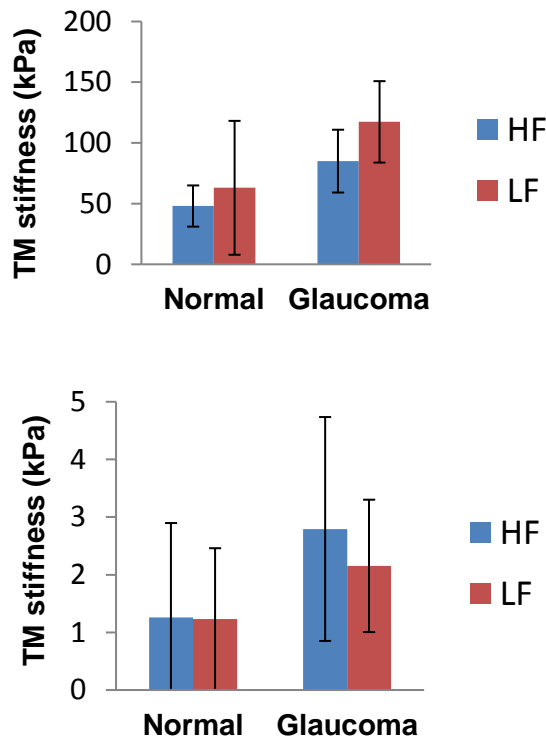 TM stiffness (kPa)
200
150
100
50
0
Normal
Glaucoma
HF
LF
TM stiffness (kPa)
5
4
3
2
1
0
Normal
Glaucoma
HF
LF